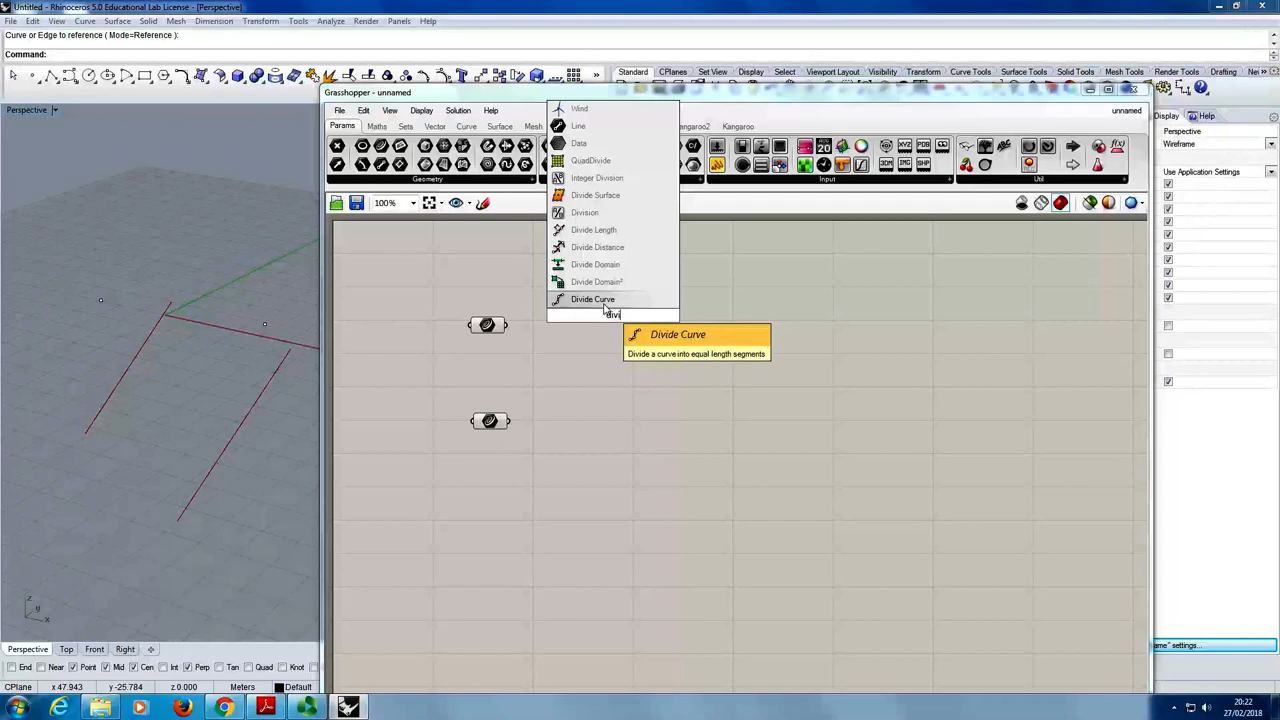 Untitled - Rhinoceros 5.0 Educational Lab License - [Perspective]
File Edit View Curve Surface Solid Mesh Dimension Transform Tools Analyze Render Panels Help
Curve or Edge to reference ( Mode=Reference ):
Command:
Standard CPlanes Set View Display Select Viewport Layout Visibility Transform Curve Tools Surface Tools Solid Tools Mesh Tools Render Tools Drafting
Perspective
Grasshopper - unnamed
File Edit View Display Solution Help
unnamed
Params Maths Sets Vector Curve Surface Mesh
Kangaroo
Geometry
Input
Util
100%
Wind
Line
Data
QuadDivide
Integer Division
Divide Surface
Division
Divide Length
Divide Distance
Divide Domain
Divide Domain²
Divide Curve
divi
Divide Curve
Divide a curve into equal length segments
Display Help
Perspective
Wireframe
Use Application Settings
z
y
x
Perspective Top Front Right
End Near Point Mid Cen Int Perp Tan Quad Knot
CPlane x 47.943 y -25.784 z 0.000 Meters Default
20:22
27/02/2018